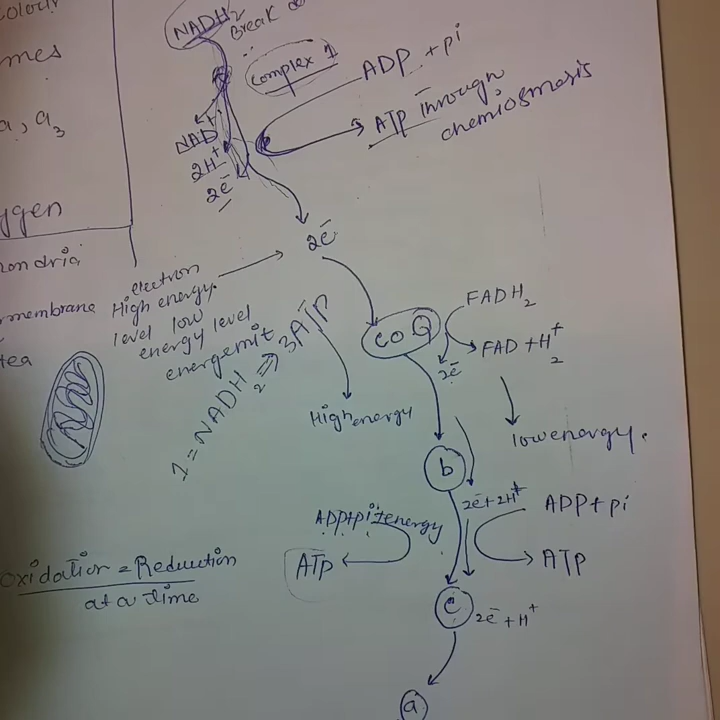 colour
mes
a, a3
ygen
ondria
membrane
tea
NADH2
Break
complex 1
ADP + pi
ATP through
chemiosmosis
NAD+
2H+
2e-
2e-
electron
High energy
level low
energy level
energemit
1 = NADH2 ⇒ 3ATP
High energy
COQ
FADH2
2e-
FAD + H2+
low energy.
b
2e- + 2H+
ADP+pi+energy
ATP
ADP + pi
ATP
oxidation = Reduction
at a time
c
2e- + H+
a